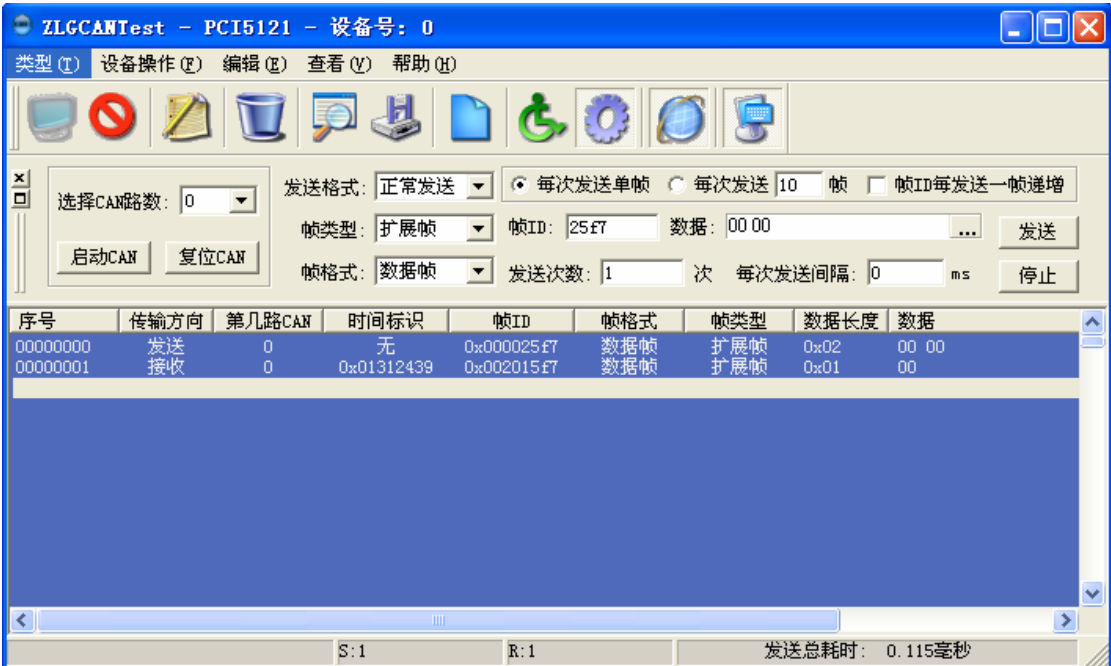 ZLGCANTest - PCI5121 - 设备号: 0
类型(T) 设备操作(F) 编辑(E) 查看(V) 帮助(H)
选择CAN路数: 0
启动CAN 复位CAN
发送格式: 正常发送 每次发送单帧 每次发送 10 帧 帧ID每发送一帧递增
帧类型: 扩展帧 帧ID: 25f7 数据: 00 00 ... 发送
帧格式: 数据帧 发送次数: 1 次 每次发送间隔: 0 ms 停止
序号 传输方向 第几路CAN 时间标识 帧ID 帧格式 帧类型 数据长度 数据
00000000 发送 0 无 0x000025f7 数据帧 扩展帧 0x02 00 00
00000001 接收 0 0x01312439 0x002015f7 数据帧 扩展帧 0x01 00
S:1 R:1 发送总耗时: 0.115毫秒